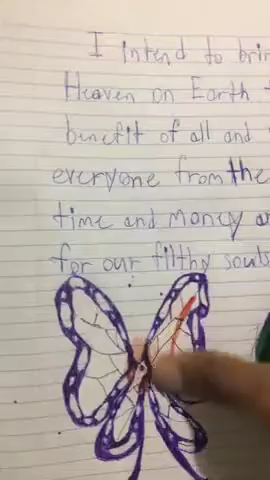 I intend to
Heaven on Earth
benefit of all and
everyone from the
time and money
for our filthy souls